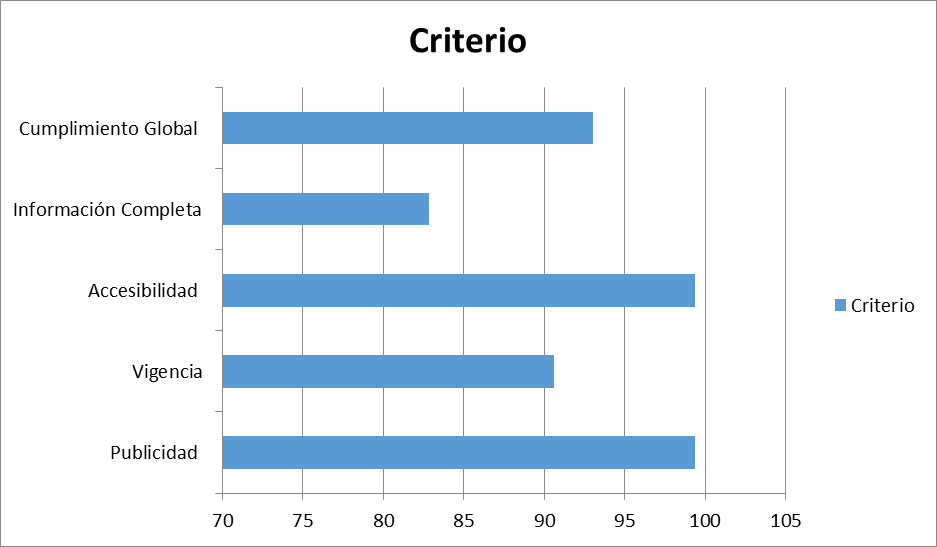 Criterio
Cumplimiento Global
Información Completa
Accesibilidad
Vigencia
Publicidad
Criterio
70 75 80 85 90 95 100 105